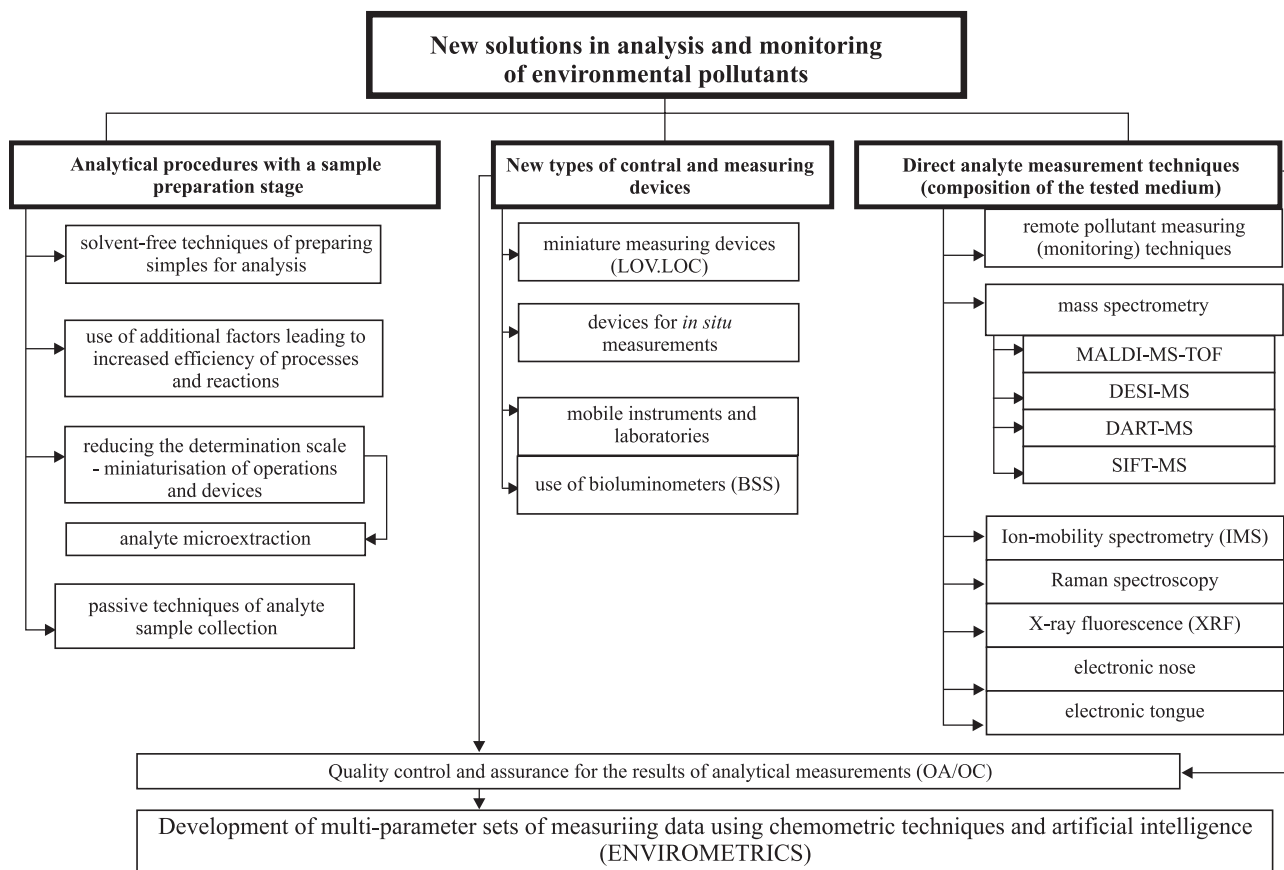 New solutions in analysis and monitoring
of environmental pollutants
Analytical procedures with a sample
preparation stage
solvent-free techniques of preparing
simples for analysis
use of additional factors leading to
increased efficiency of processes
and reactions
reducing the determination scale
- miniaturisation of operations
and devices
analyte microextraction
passive techniques of analyte
sample collection
New types of contral and measuring
devices
miniature measuring devices
(LOV.LOC)
devices for in situ
measurements
mobile instruments and
laboratories
use of bioluminometers (BSS)
Direct analyte measurement techniques
(composition of the tested medium)
remote pollutant measuring
(monitoring) techniques
mass spectrometry
MALDI-MS-TOF
DESI-MS
DART-MS
SIFT-MS
Ion-mobility spectrometry (IMS)
Raman spectroscopy
X-ray fluorescence (XRF)
electronic nose
electronic tongue
Quality control and assurance for the results of analytical measurements (OA/OC)
Development of multi-parameter sets of measuriing data using chemometric techniques and artificial intelligence
(ENVIROMETRICS)